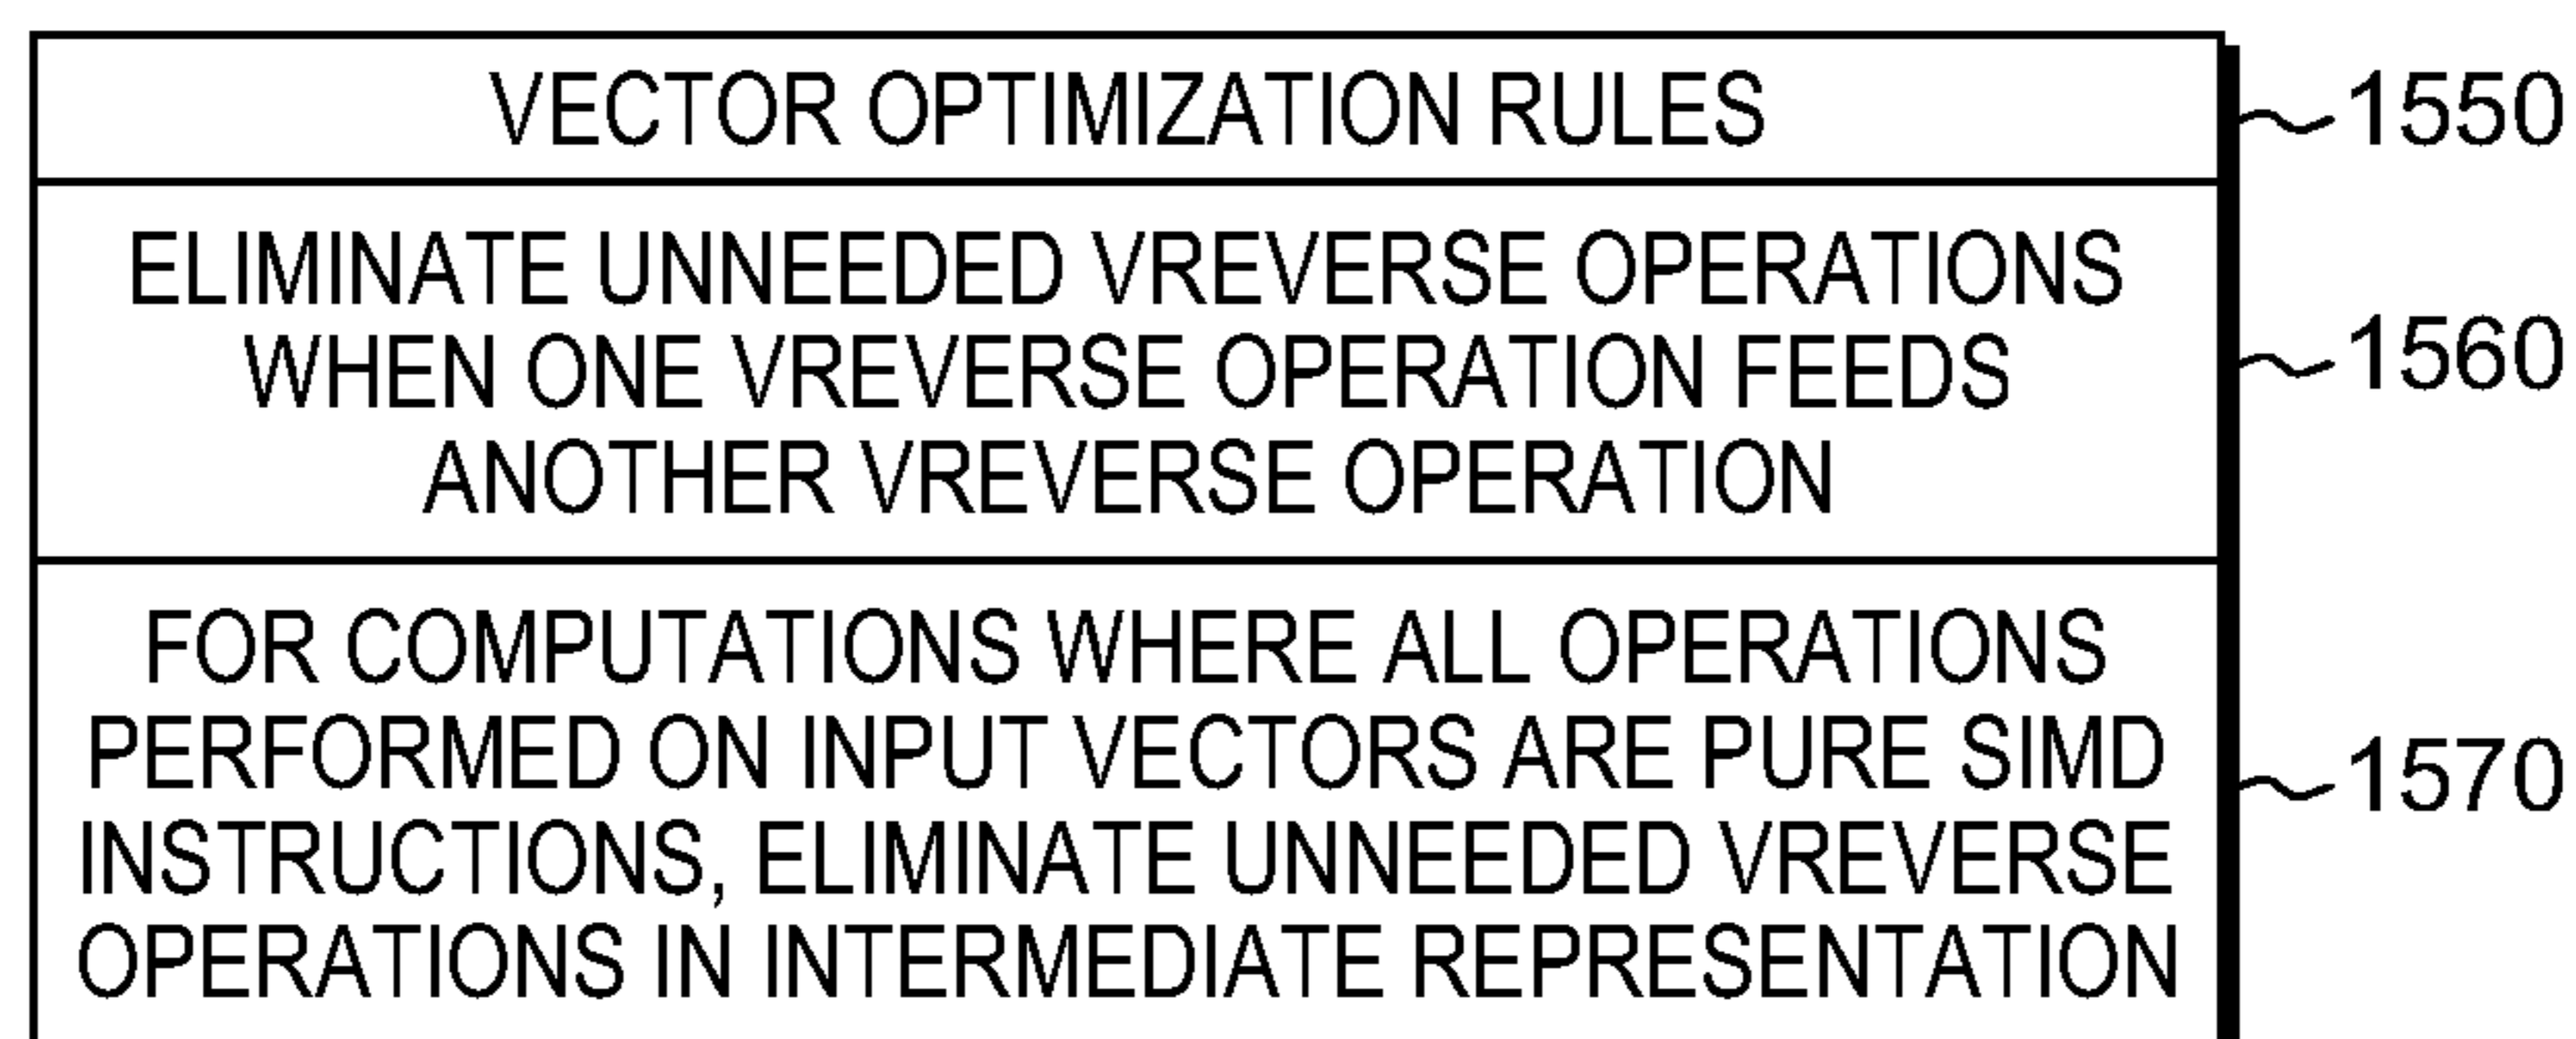 VECTOR OPTIMIZATION RULES
1550
ELIMINATE UNNEEDED VREVERSE OPERATIONS
WHEN ONE VREVERSE OPERATION FEEDS
ANOTHER VREVERSE OPERATION
1560
FOR COMPUTATIONS WHERE ALL OPERATIONS
PERFORMED ON INPUT VECTORS ARE PURE SIMD
INSTRUCTIONS, ELIMINATE UNNEEDED VREVERSE
OPERATIONS IN INTERMEDIATE REPRESENTATION
1570